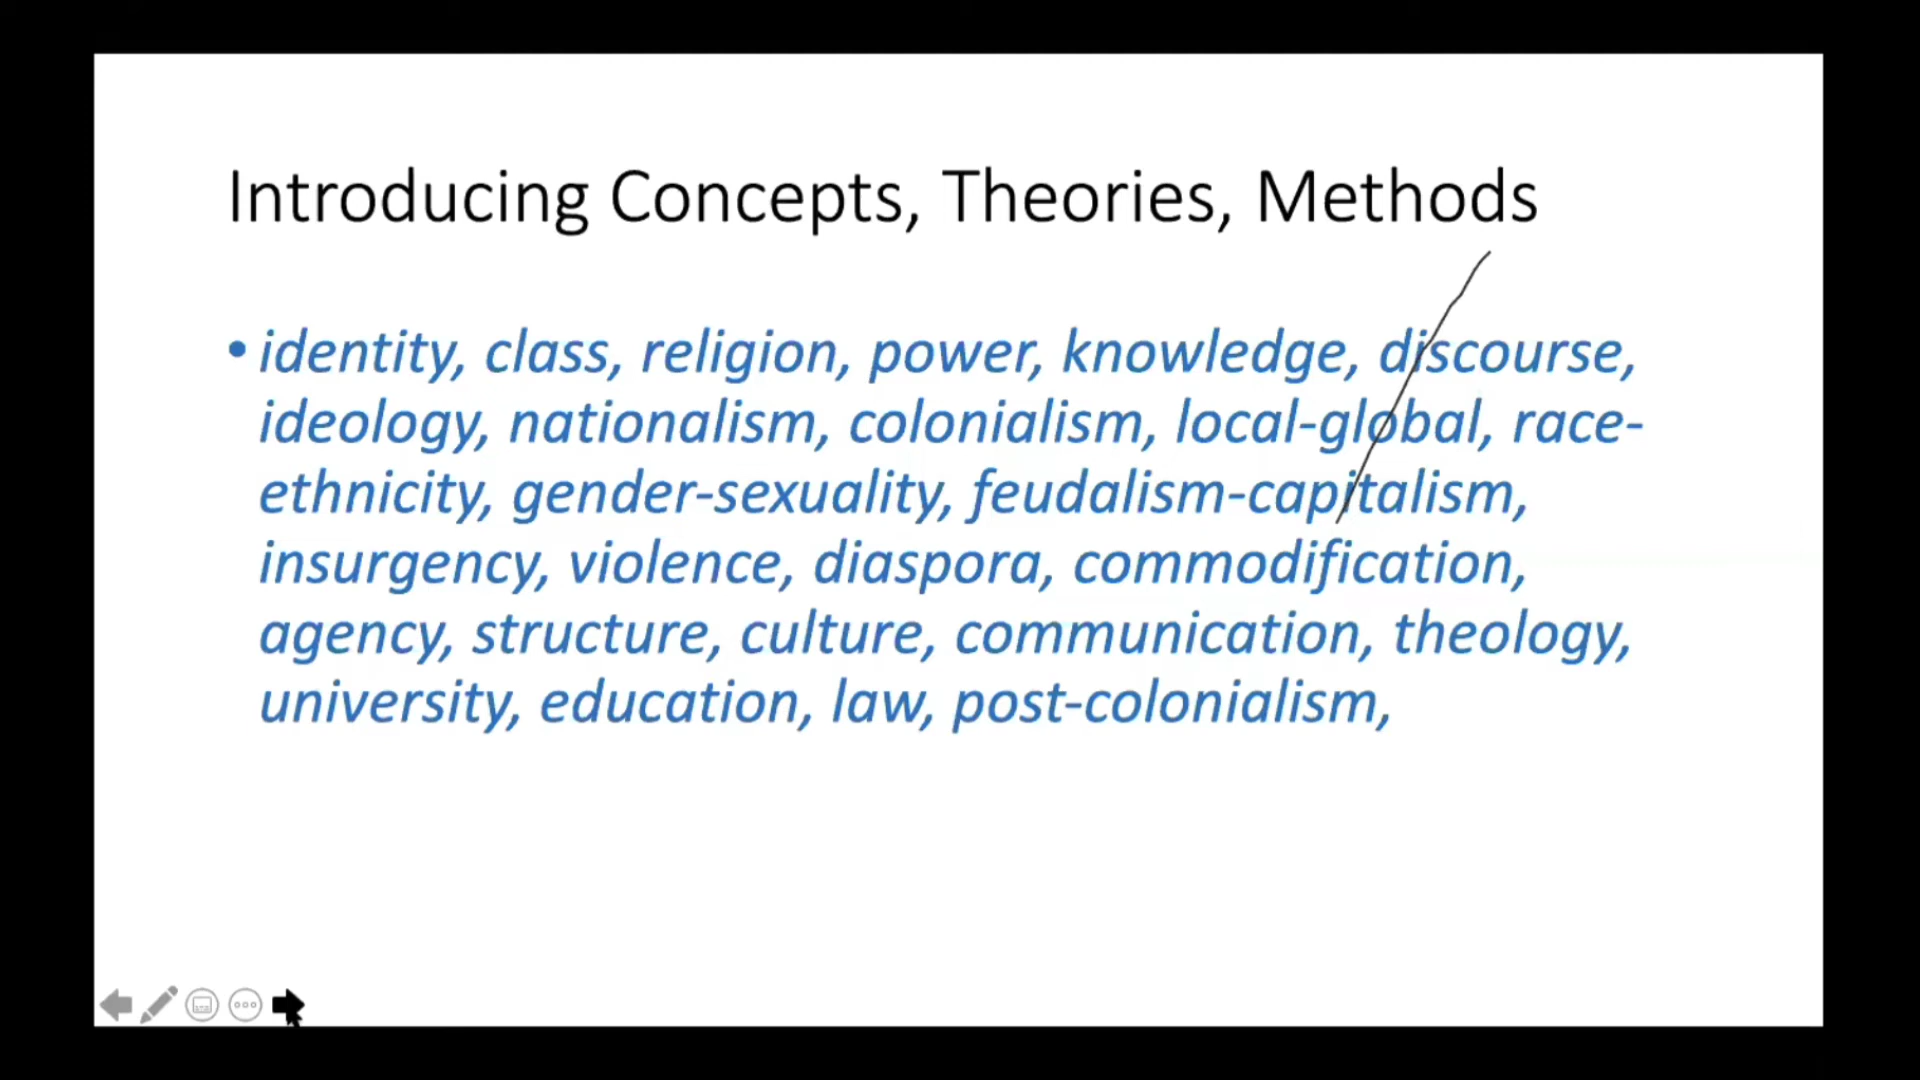 Introducing Concepts, Theories, Methods
• identity, class, religion, power, knowledge, discourse,
ideology, nationalism, colonialism, local-global, race-
ethnicity, gender-sexuality, feudalism-capitalism,
insurgency, violence, diaspora, commodification,
agency, structure, culture, communication, theology,
university, education, law, post-colonialism,